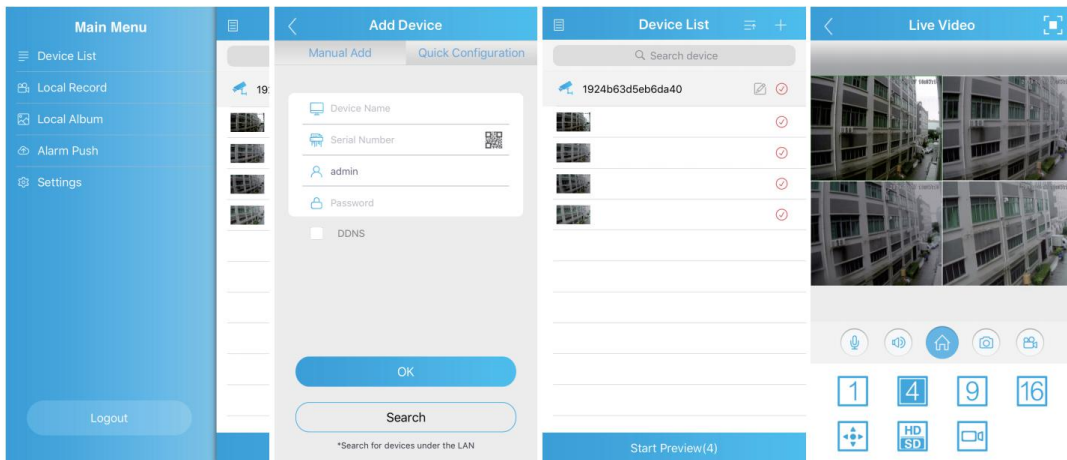 Main Menu
Device List
Local Record
Local Album
Alarm Push
Settings
Logout
Add Device
Manual Add
Quick Configuration
Device Name
Serial Number
admin
Password
DDNS
OK
Search
*Search for devices under the LAN
Device List
Search device
1924b63d5eb6da40
Start Preview(4)
Live Video
1
4
9
16
HD
SD